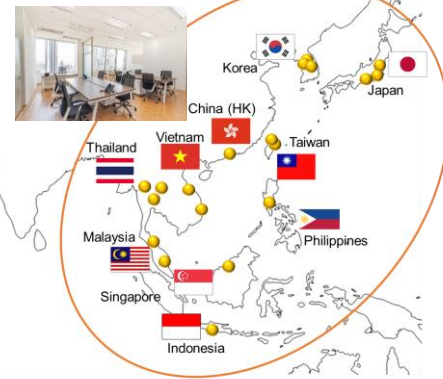 Korea
Japan
China (HK)
Vietnam
Taiwan
Thailand
Philippines
Malaysia
Singapore
Indonesia